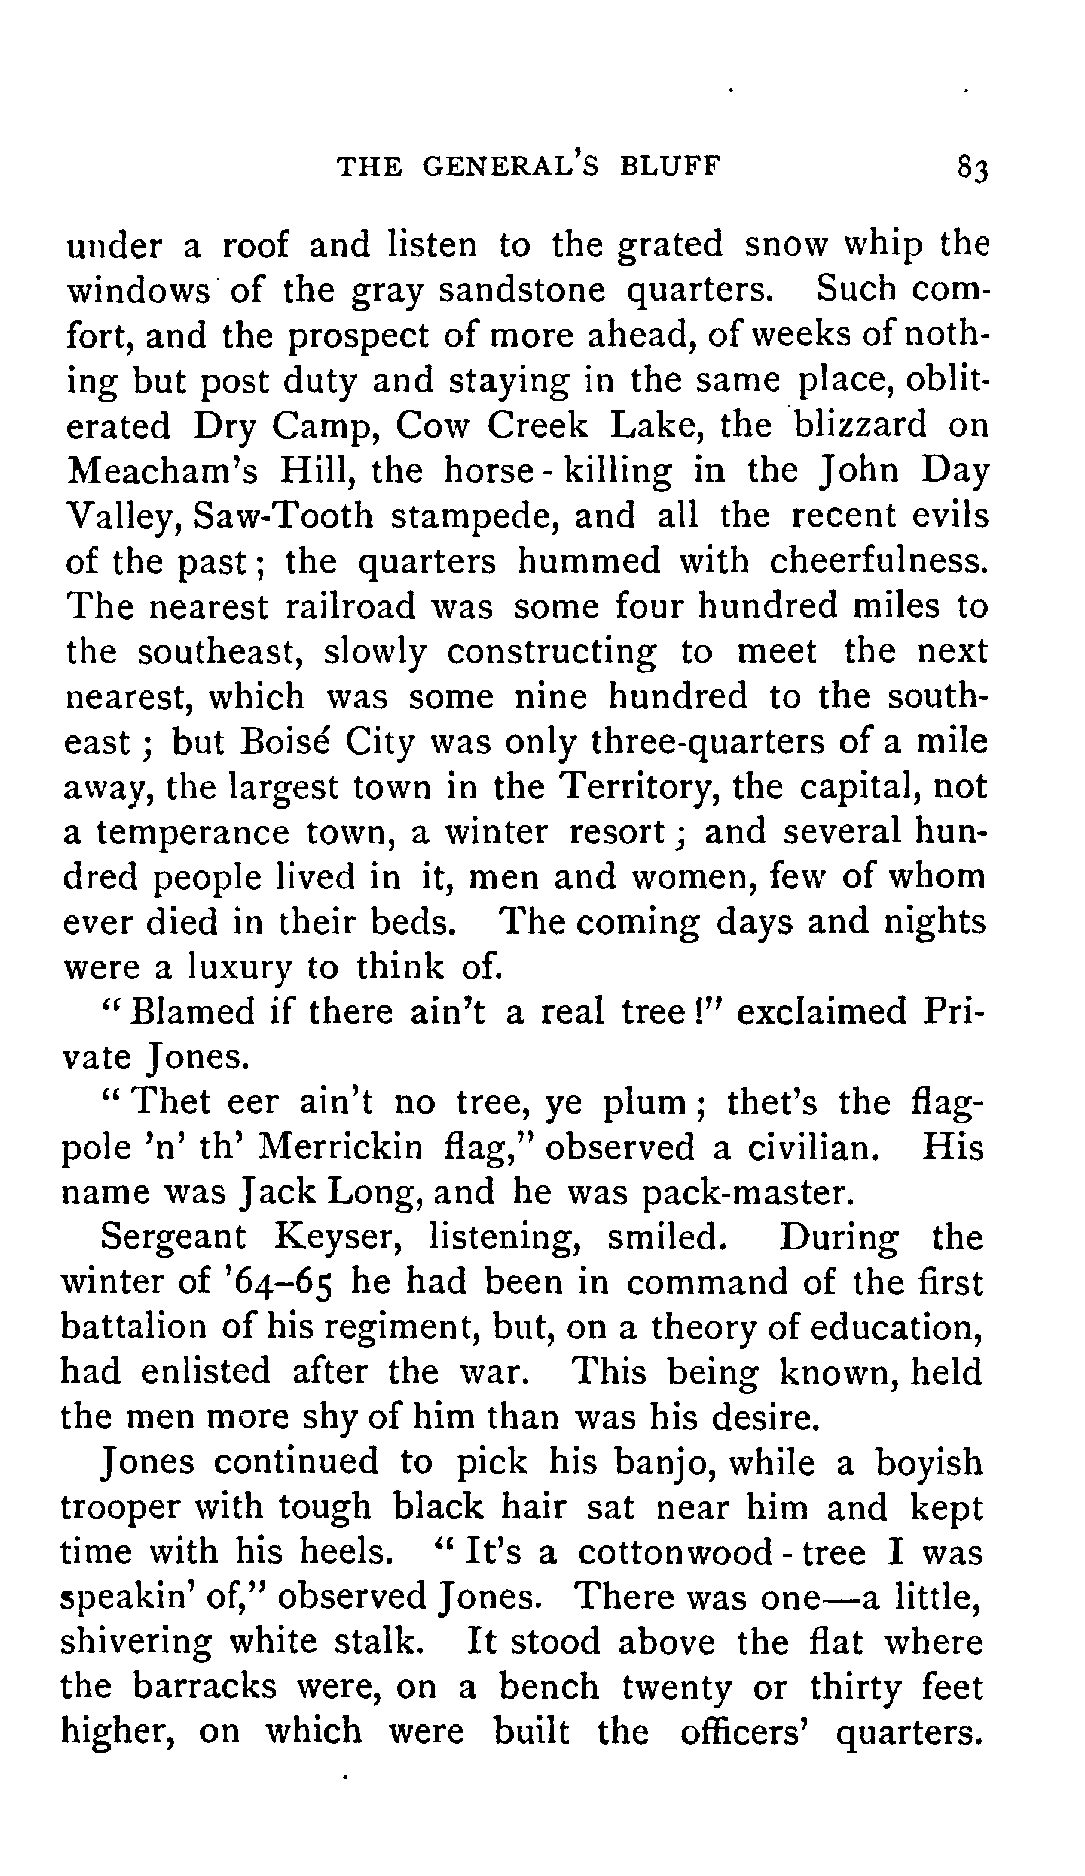 THE GENERAL'S BLUFF 83
under a roof and listen to the grated snow whip the
windows of the gray sandstone quarters. Such com-
fort, and the prospect of more ahead, of weeks of noth-
ing but post duty and staying in the same place, oblit-
erated Dry Camp, Cow Creek Lake, the blizzard on
Meacham's Hill, the horse-killing in the John Day
Valley, Saw-Tooth stampede, and all the recent evils
of the past; the quarters hummed with cheerfulness.
The nearest railroad was some four hundred miles to
the southeast, slowly constructing to meet the next
nearest, which was some nine hundred to the south-
east; but Boisé City was only three-quarters of a mile
away, the largest town in the Territory, the capital, not
a temperance town, a winter resort; and several hun-
dred people lived in it, men and women, few of whom
ever died in their beds. The coming days and nights
were a luxury to think of.
"Blamed if there ain't a real tree!" exclaimed Pri-
vate Jones.
"Thet eer ain't no tree, ye plum; thet's the flag-
pole 'n' th' Merrickin flag," observed a civilian. His
name was Jack Long, and he was pack-master.
Sergeant Keyser, listening, smiled. During the
winter of '64–65 he had been in command of the first
battalion of his regiment, but, on a theory of education,
had enlisted after the war. This being known, held
the men more shy of him than was his desire.
Jones continued to pick his banjo, while a boyish
trooper with tough black hair sat near him and kept
time with his heels. "It's a cottonwood-tree I was
speakin' of," observed Jones. There was one—a little,
shivering white stalk. It stood above the flat where
the barracks were, on a bench twenty or thirty feet
higher, on which were built the officers' quarters.